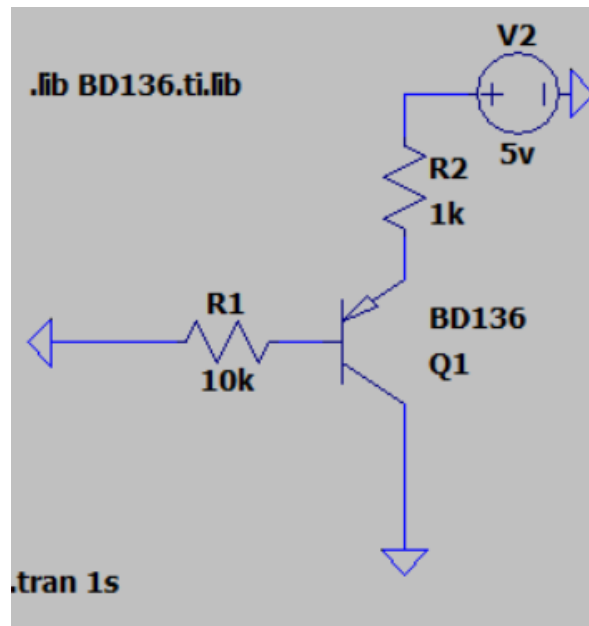 V2
.lib BD136.ti.lib
5v
R2
1k
R1
BD136
10k
Q1
.tran 1s